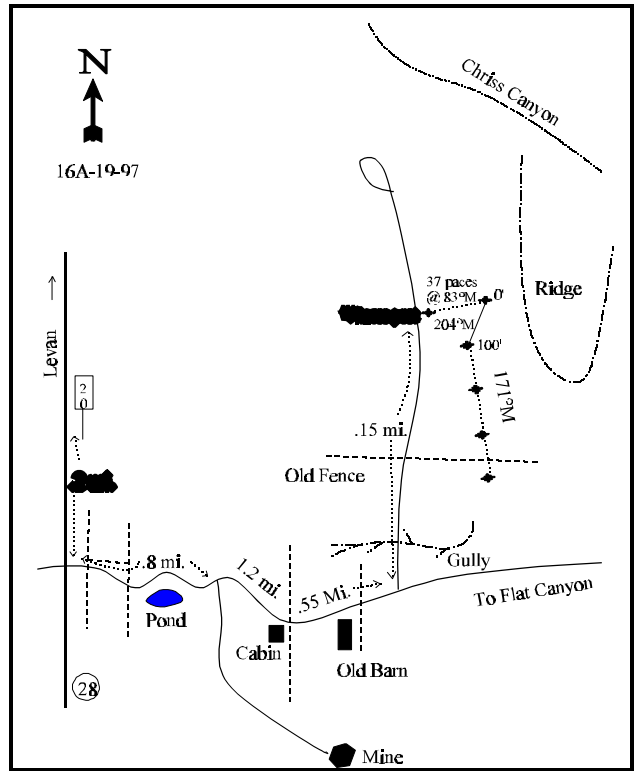 N
16A-19-97
Chriss Canyon
Ridge
37 paces
@ 83°M
0'
204°M
100'
171°M
Levan
2
0
.15 mi.
Old Fence
Gully
.8 mi.
1.2 mi.
.55 Mi.
To Flat Canyon
Pond
Cabin
Old Barn
28
Mine